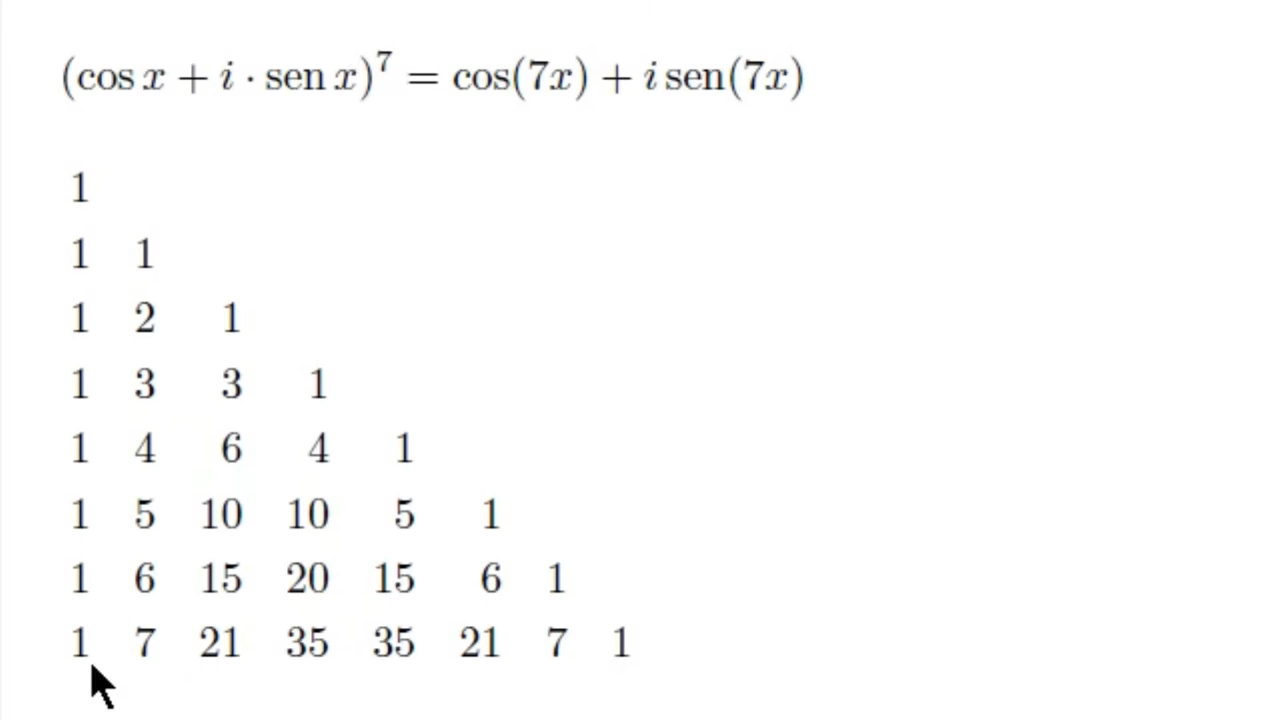 (cos x + i · sen x)⁷ = cos(7x) + i sen(7x)
1
1 1
1 2 1
1 3 3 1
1 4 6 4 1
1 5 10 10 5 1
1 6 15 20 15 6 1
1 7 21 35 35 21 7 1